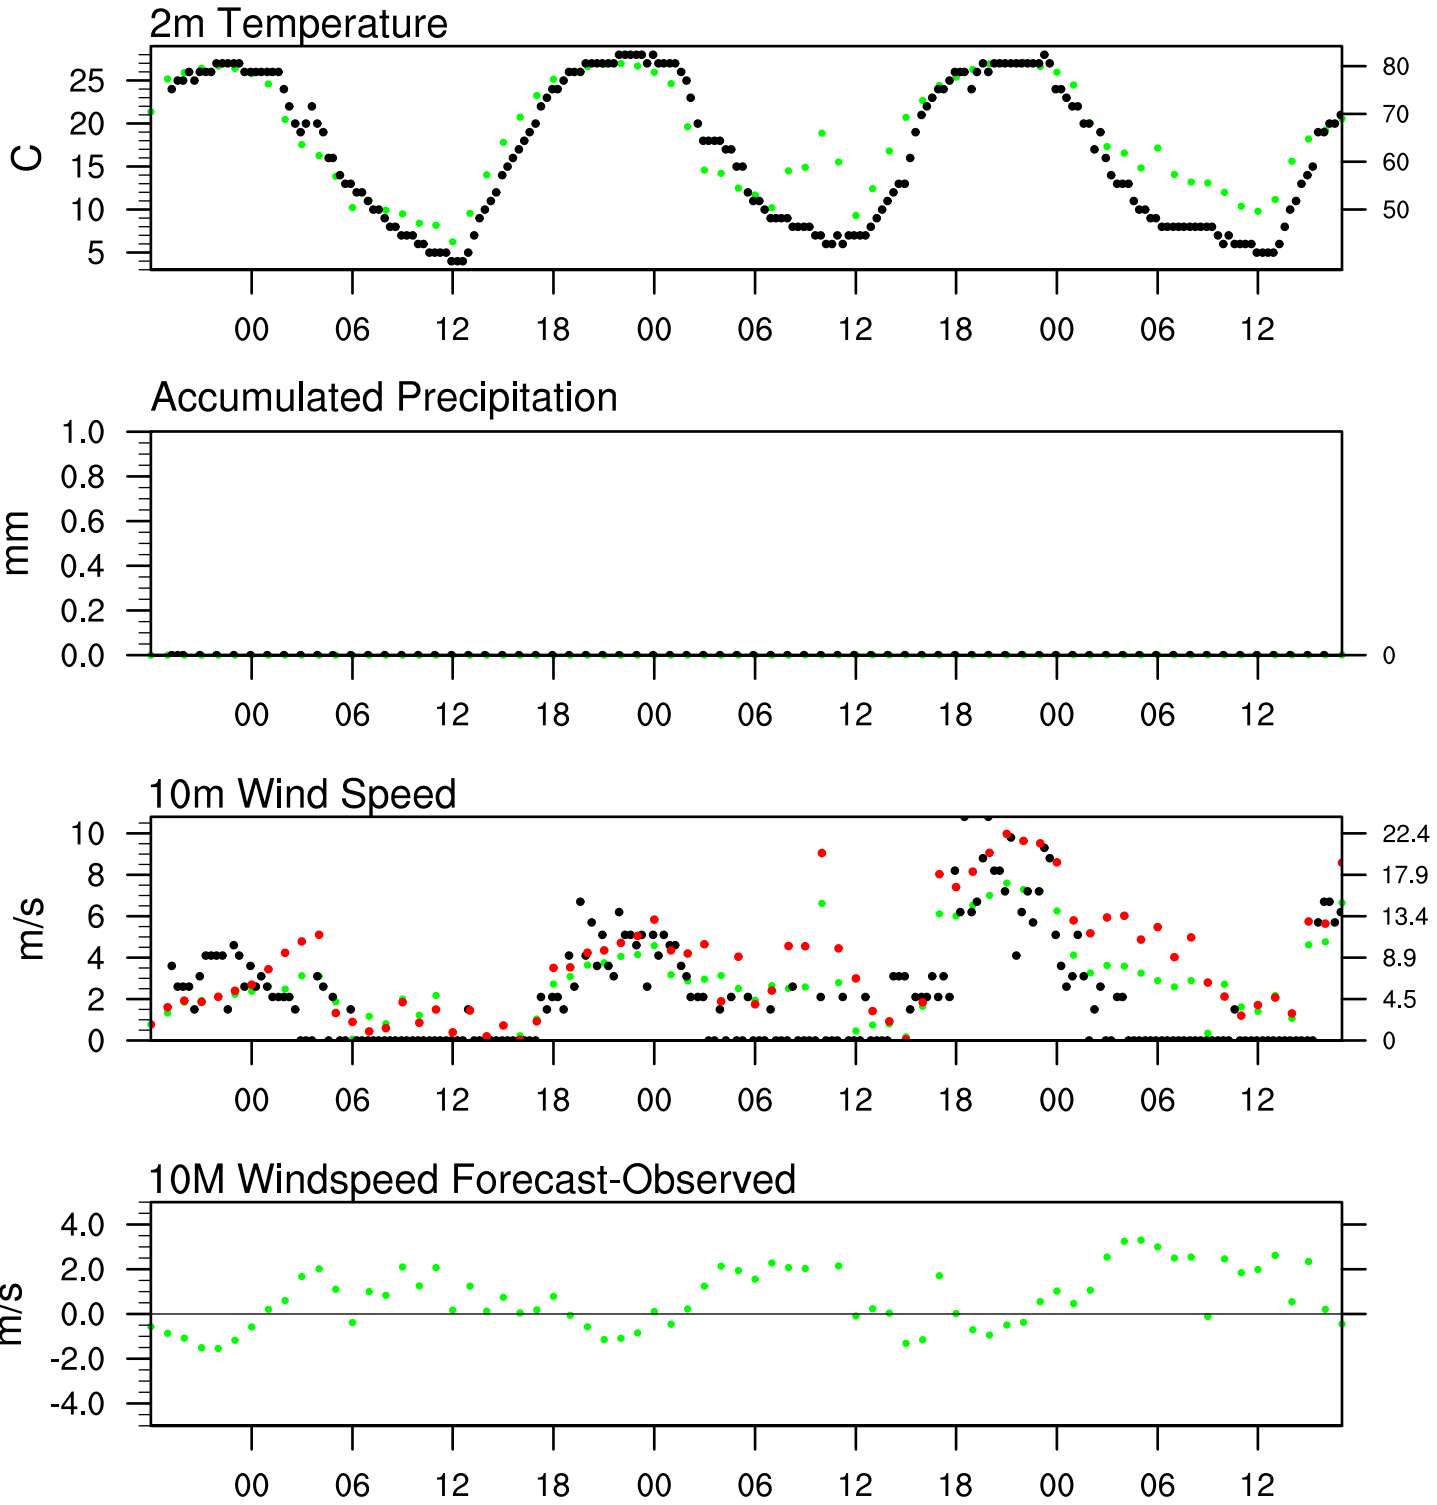 2m Temperature
C
25
20
15
10
5
80
70
60
50
00 06 12 18 00 06 12 18 00 06 12
Accumulated Precipitation
mm
1.0
0.8
0.6
0.4
0.2
0.0
0
00 06 12 18 00 06 12 18 00 06 12
10m Wind Speed
m/s
10
8
6
4
2
0
22.4
17.9
13.4
8.9
4.5
0
00 06 12 18 00 06 12 18 00 06 12
10M Windspeed Forecast-Observed
m/s
4.0
2.0
0.0
-2.0
-4.0
00 06 12 18 00 06 12 18 00 06 12